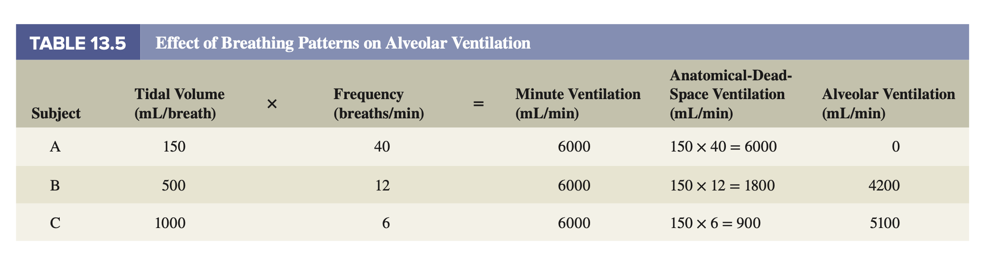 TABLE 13.5 Effect of Breathing Patterns on Alveolar Ventilation
Anatomical-Dead-
Tidal Volume × Frequency = Minute Ventilation Space Ventilation Alveolar Ventilation
Subject (mL/breath) (breaths/min) (mL/min) (mL/min) (mL/min)
A 150 40 6000 150 × 40 = 6000 0
B 500 12 6000 150 × 12 = 1800 4200
C 1000 6 6000 150 × 6 = 900 5100